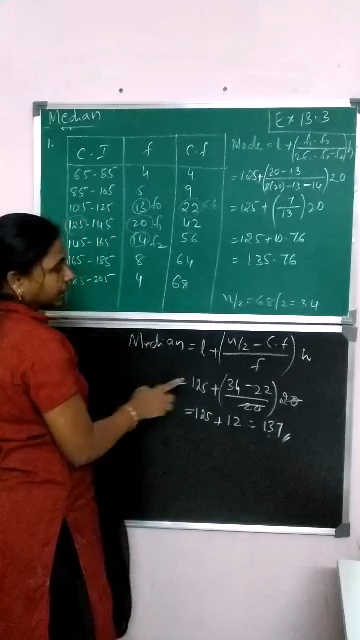 Median
Ex 13.3
1.
C.I f C.f
65-85 4 4
85-105 5 9
105-125 13 f0 22
125-145 20 f1 42
145-165 14 f2 56
165-185 8 64
185-205 4 68
Mode = l + (f1 - f0 / 2f1 - f0 - f2) h
= 125 + (20 - 13 / 2(20) - 13 - 14) 20
= 125 + (7 / 13) 20
= 125 + 10.76
= 135.76
n/2 = 68/2 = 34
Median = l + (n/2 - C.f / f) h
= 125 + (34 - 22 / 20) 20
= 125 + 12 = 137